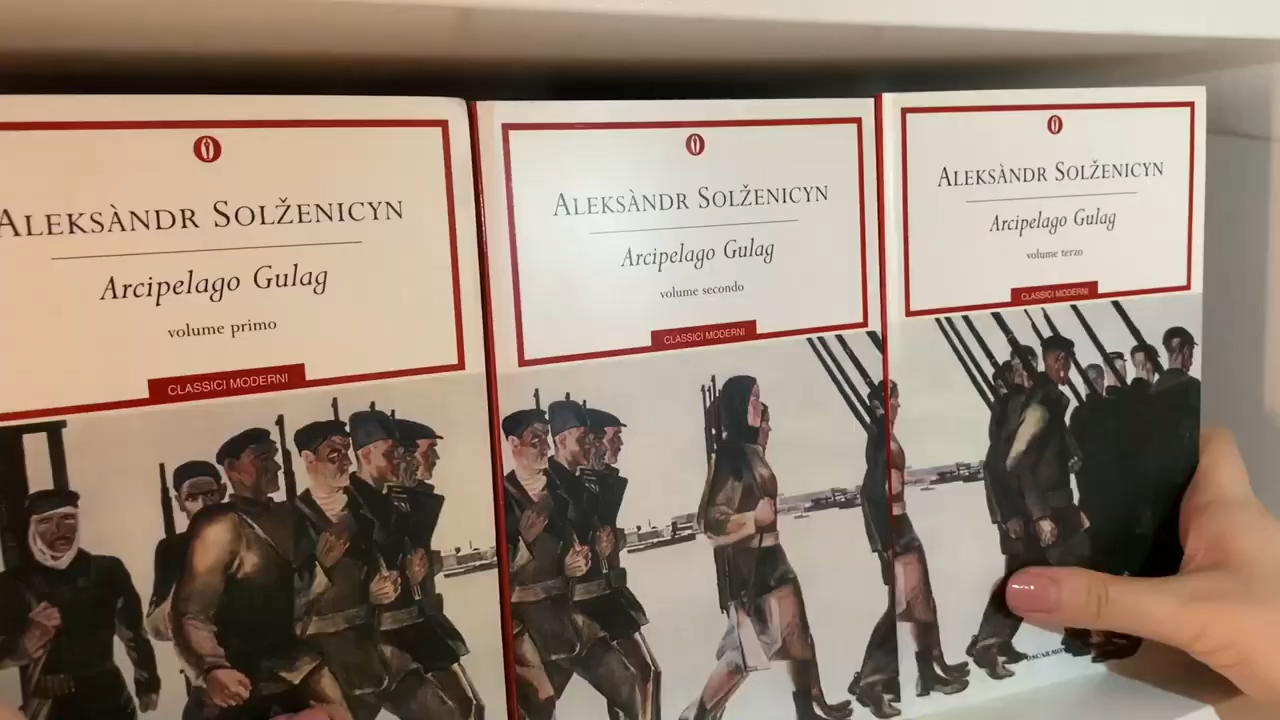 ALEKSÀNDR SOLŽENICYN
Arcipelago Gulag
volume primo
CLASSICI MODERNI
ALEKSÀNDR SOLŽENICYN
Arcipelago Gulag
volume secondo
CLASSICI MODERNI
ALEKSÀNDR SOLŽENICYN
Arcipelago Gulag
volume terzo
CLASSICI MODERNI